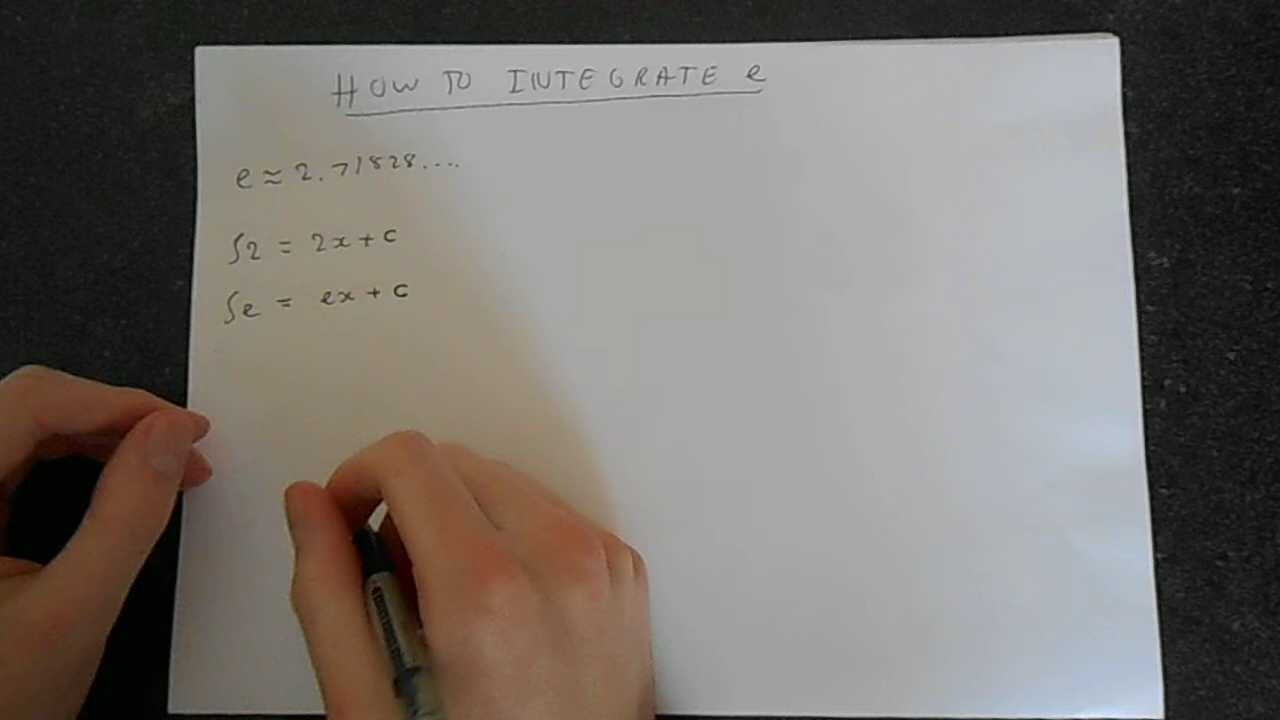 HOW TO INTEGRATE e
e ≈ 2.71828....
∫2 = 2x + c
∫e = ex + c